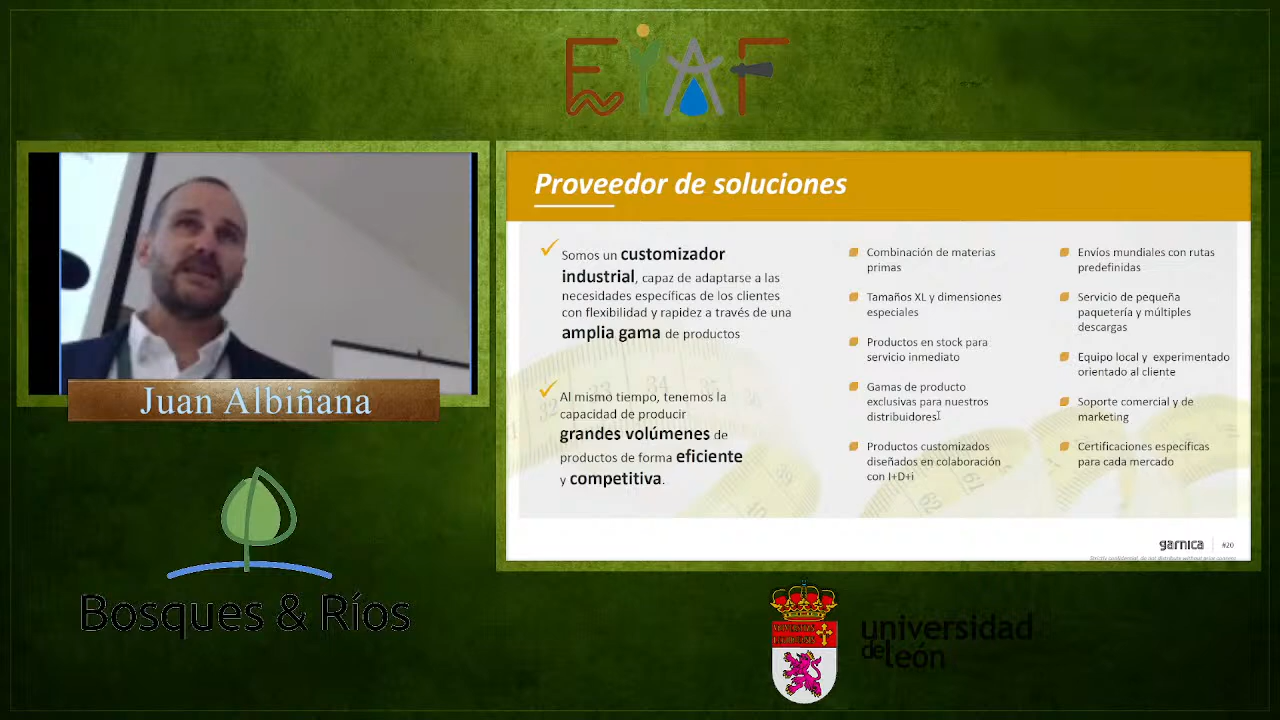 EIAF
Proveedor de soluciones
Somos un customizador
industrial, capaz de adaptarse a las
necesidades específicas de los clientes
con flexibilidad y rapidez a través de una
amplia gama de productos
Al mismo tiempo, tenemos la
capacidad de producir
grandes volúmenes de
productos de forma eficiente
y competitiva.
Combinación de materias
primas
Tamaños XL y dimensiones
especiales
Productos en stock para
servicio inmediato
Gamas de producto
exclusivas para nuestros
distribuidores
Productos customizados
diseñados en colaboración
con I+D+i
Envíos mundiales con rutas
predefinidas
Servicio de pequeña
paquetería y múltiples
descargas
Equipo local y experimentado
orientado al cliente
Soporte comercial y de
marketing
Certificaciones específicas
para cada mercado
garnica
#20
Juan Albiñana
Bosques & Ríos
universidad
de león